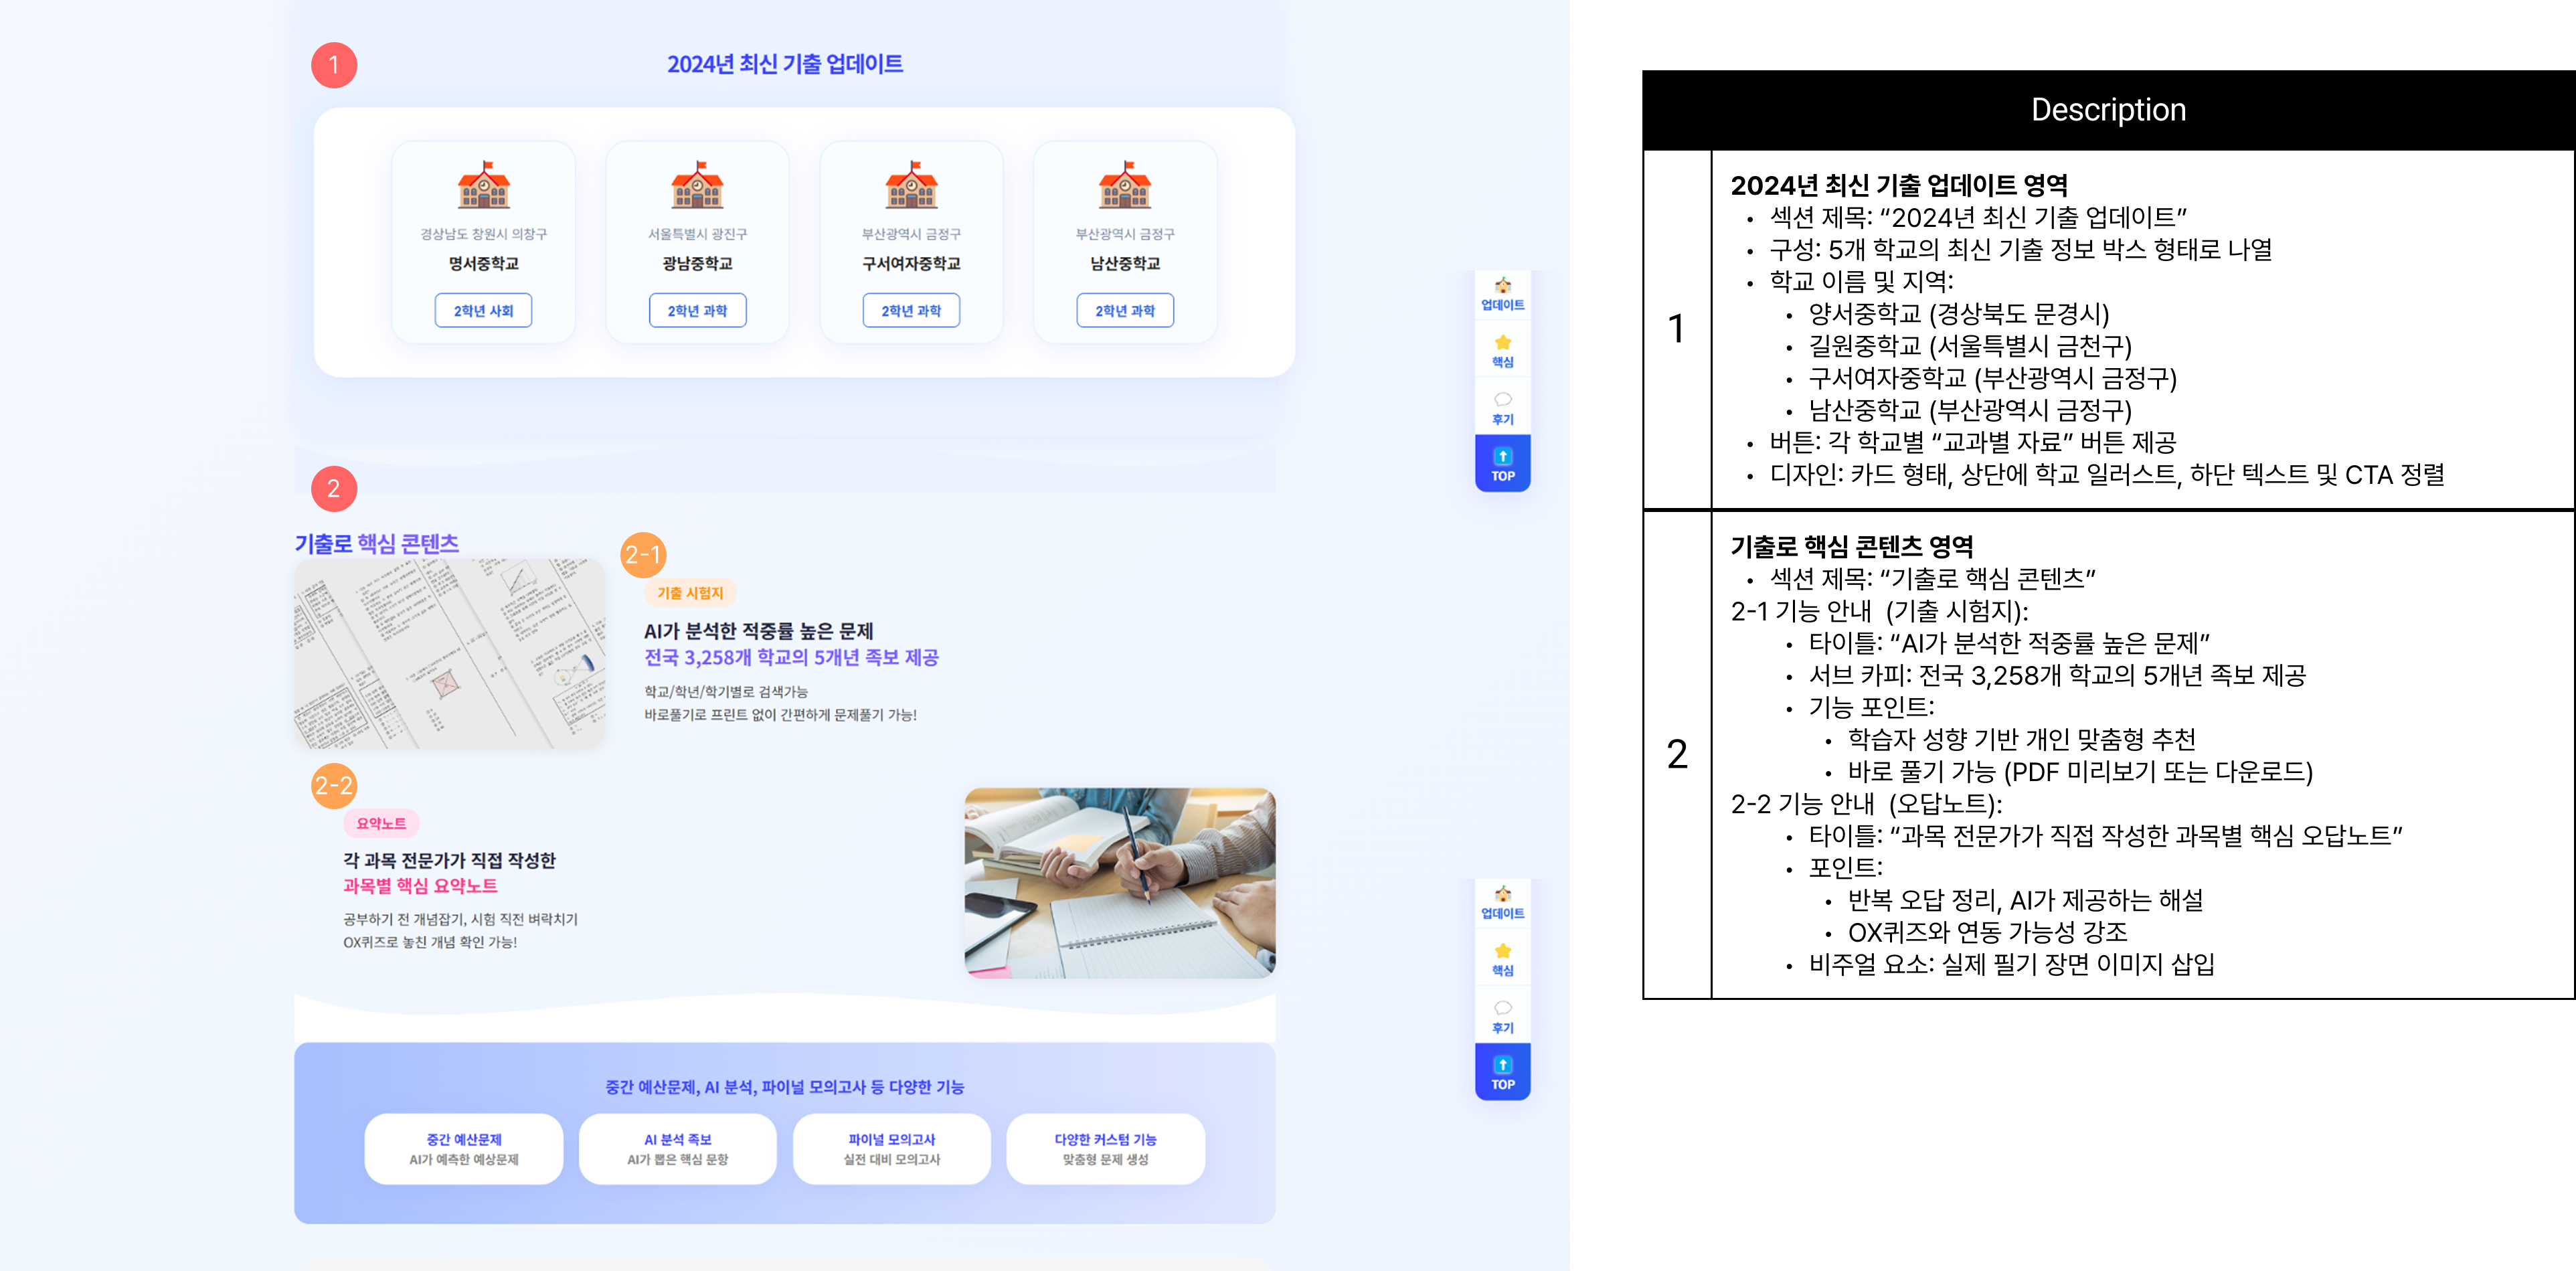 1
2024년 최신 기출 업데이트
경상남도 창원시 의창구
명서중학교
2학년 사회
서울특별시 광진구
광남중학교
2학년 과학
부산광역시 금정구
구서여자중학교
2학년 과학
부산광역시 금정구
남산중학교
2학년 과학
업데이트
핵심
후기
TOP
2
기출로 핵심 콘텐츠
2-1
기출 시험지
AI가 분석한 적중률 높은 문제
전국 3,258개 학교의 5개년 족보 제공
학교/학년/학기별로 검색가능
바로풀기로 프린트 없이 간편하게 문제풀기 가능!
2-2
요약노트
각 과목 전문가가 직접 작성한
과목별 핵심 요약노트
공부하기 전 개념잡기, 시험 직전 벼락치기
OX퀴즈로 놓친 개념 확인 가능!
업데이트
핵심
후기
TOP
중간 예산문제, AI 분석, 파이널 모의고사 등 다양한 기능
중간 예산문제
AI가 예측한 예상문제
AI 분석 족보
AI가 뽑은 핵심 문항
파이널 모의고사
실전 대비 모의고사
다양한 커스텀 기능
맞춤형 문제 생성
Description
1
2024년 최신 기출 업데이트 영역
• 섹션 제목: “2024년 최신 기출 업데이트”
• 구성: 5개 학교의 최신 기출 정보 박스 형태로 나열
• 학교 이름 및 지역:
• 양서중학교 (경상북도 문경시)
• 길원중학교 (서울특별시 금천구)
• 구서여자중학교 (부산광역시 금정구)
• 남산중학교 (부산광역시 금정구)
• 버튼: 각 학교별 “교과별 자료” 버튼 제공
• 디자인: 카드 형태, 상단에 학교 일러스트, 하단 텍스트 및 CTA 정렬
2
기출로 핵심 콘텐츠 영역
• 섹션 제목: “기출로 핵심 콘텐츠”
2-1 기능 안내 (기출 시험지):
• 타이틀: “AI가 분석한 적중률 높은 문제”
• 서브 카피: 전국 3,258개 학교의 5개년 족보 제공
• 기능 포인트:
• 학습자 성향 기반 개인 맞춤형 추천
• 바로 풀기 가능 (PDF 미리보기 또는 다운로드)
2-2 기능 안내 (오답노트):
• 타이틀: “과목 전문가가 직접 작성한 과목별 핵심 오답노트”
• 포인트:
• 반복 오답 정리, AI가 제공하는 해설
• OX퀴즈와 연동 가능성 강조
• 비주얼 요소: 실제 필기 장면 이미지 삽입